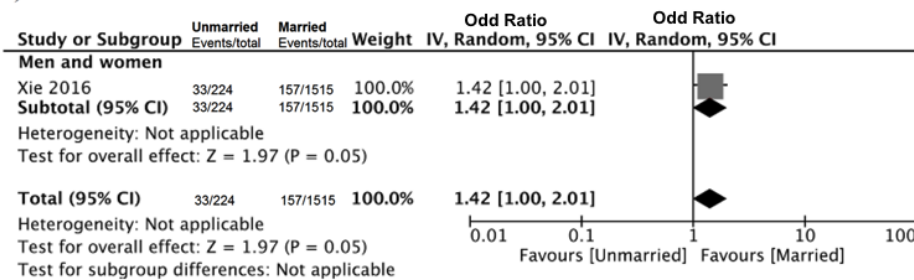 Unmarried Married Odd Ratio Odd Ratio
Study or Subgroup Events/total Events/total Weight IV, Random, 95% CI IV, Random, 95% CI
Men and women
Xie 2016 33/224 157/1515 100.0% 1.42 [1.00, 2.01]
Subtotal (95% CI) 33/224 157/1515 100.0% 1.42 [1.00, 2.01]
Heterogeneity: Not applicable
Test for overall effect: Z = 1.97 (P = 0.05)
Total (95% CI) 33/224 157/1515 100.0% 1.42 [1.00, 2.01]
Heterogeneity: Not applicable
Test for overall effect: Z = 1.97 (P = 0.05)
Test for subgroup differences: Not applicable
0.01 0.1 1 10 100
Favours [Unmarried] Favours [Married]